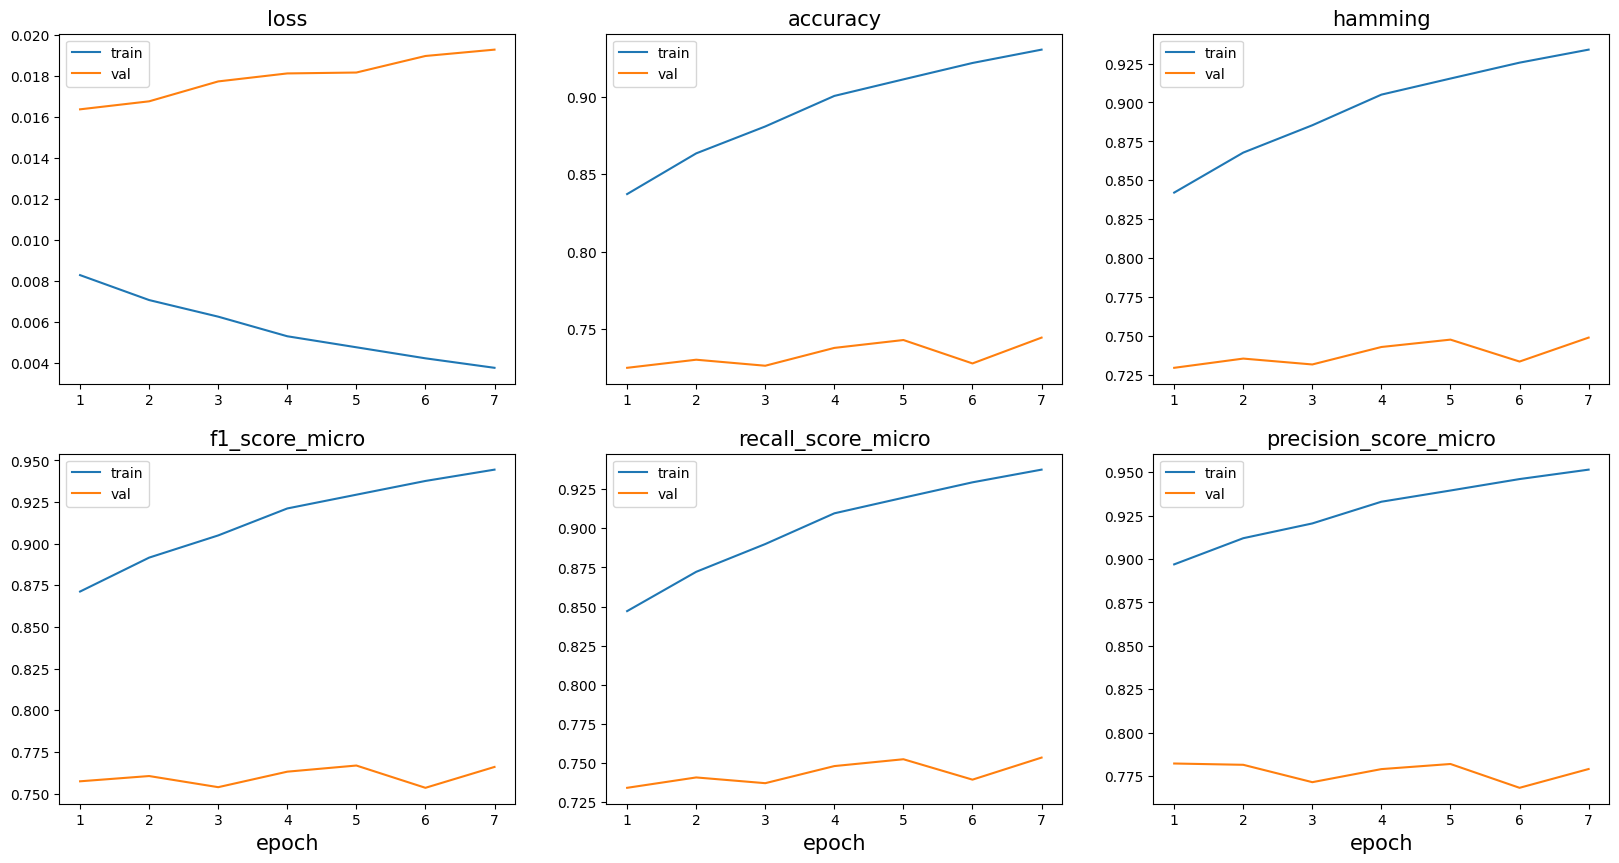 loss
0.020
0.018
0.016
0.014
0.012
0.010
0.008
0.006
0.004
train
val
1 2 3 4 5 6 7
accuracy
0.90
0.85
0.80
0.75
train
val
1 2 3 4 5 6 7
hamming
0.925
0.900
0.875
0.850
0.825
0.800
0.775
0.750
0.725
train
val
1 2 3 4 5 6 7
f1_score_micro
0.950
0.925
0.900
0.875
0.850
0.825
0.800
0.775
0.750
train
val
1 2 3 4 5 6 7
epoch
recall_score_micro
0.925
0.900
0.875
0.850
0.825
0.800
0.775
0.750
0.725
train
val
1 2 3 4 5 6 7
epoch
precision_score_micro
0.950
0.925
0.900
0.875
0.850
0.825
0.800
0.775
train
val
1 2 3 4 5 6 7
epoch